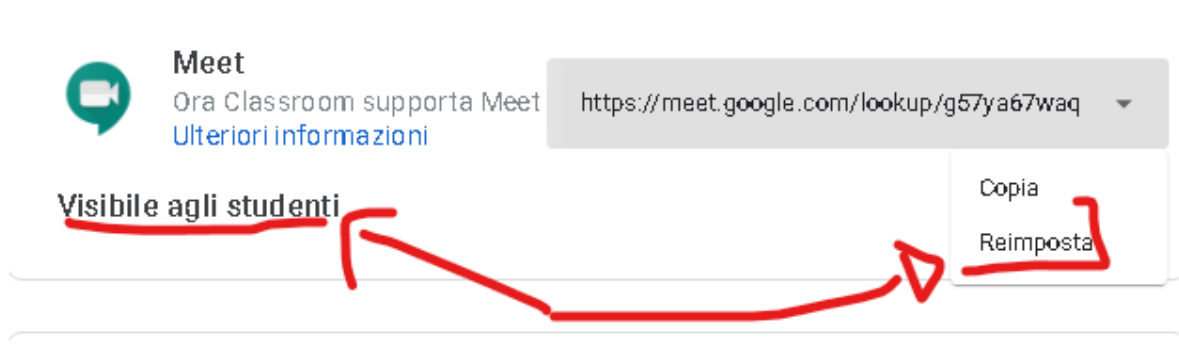 Meet
Ora Classroom supporta Meet
Ulteriori informazioni
https://meet.google.com/lookup/g57ya67waq
Visibile agli studenti
Copia
Reimposta